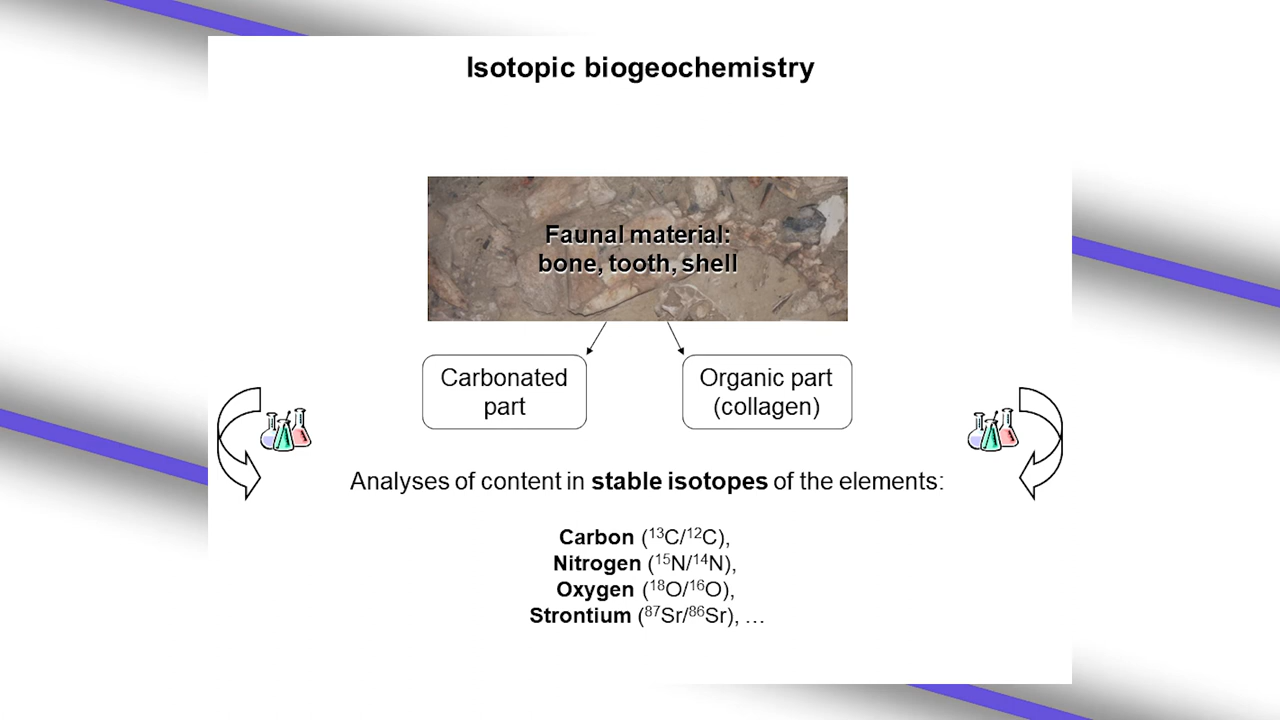 Isotopic biogeochemistry
Faunal material:
bone, tooth, shell
Carbonated
part
Organic part
(collagen)
Analyses of content in stable isotopes of the elements:
Carbon (¹³C/¹²C),
Nitrogen (¹⁵N/¹⁴N),
Oxygen (¹⁸O/¹⁶O),
Strontium (⁸⁷Sr/⁸⁶Sr), …